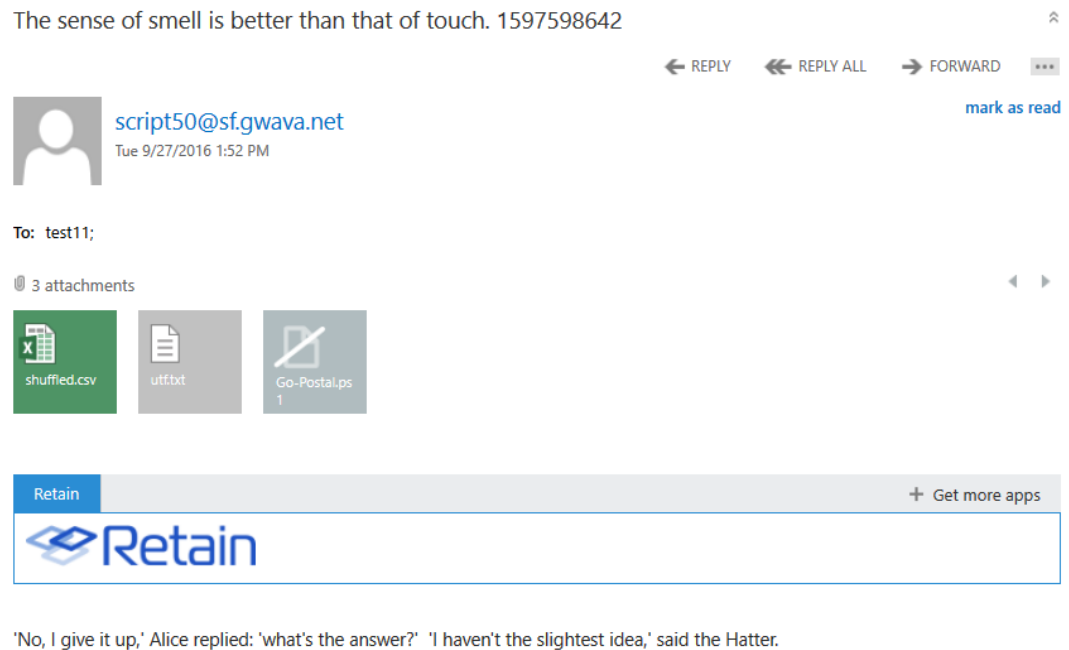 The sense of smell is better than that of touch. 1597598642
REPLY REPLY ALL FORWARD
mark as read
script50@sf.gwava.net
Tue 9/27/2016 1:52 PM
To: test11;
3 attachments
shuffled.csv
utf.txt
Go-Postal.ps
1
Retain
Get more apps
Retain
'No, I give it up,' Alice replied: 'what's the answer?'  'I haven't the slightest idea,' said the Hatter.